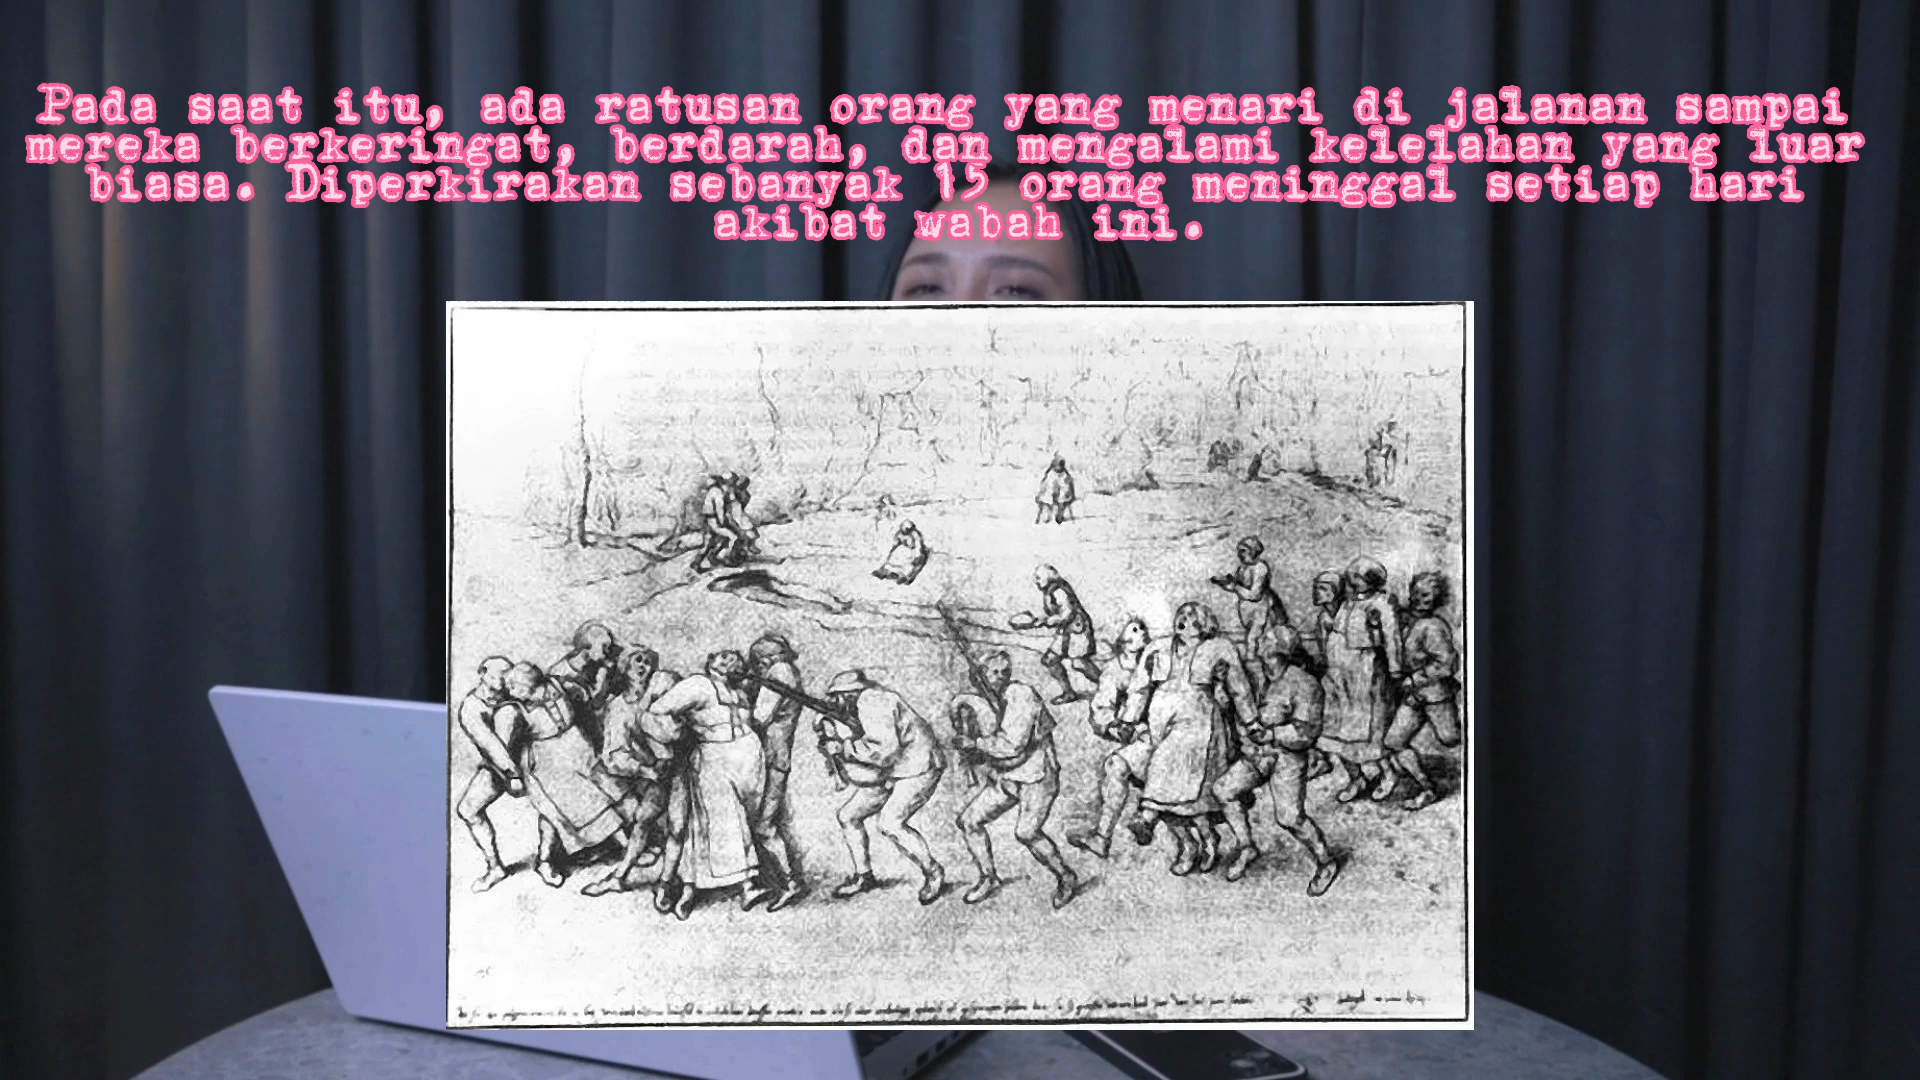 Pada saat itu, ada ratusan orang yang menari di jalanan sampai
mereka berkeringat, berdarah, dan mengalami kelelahan yang luar
biasa. Diperkirakan sebanyak 15 orang meninggal setiap hari
akibat wabah ini.